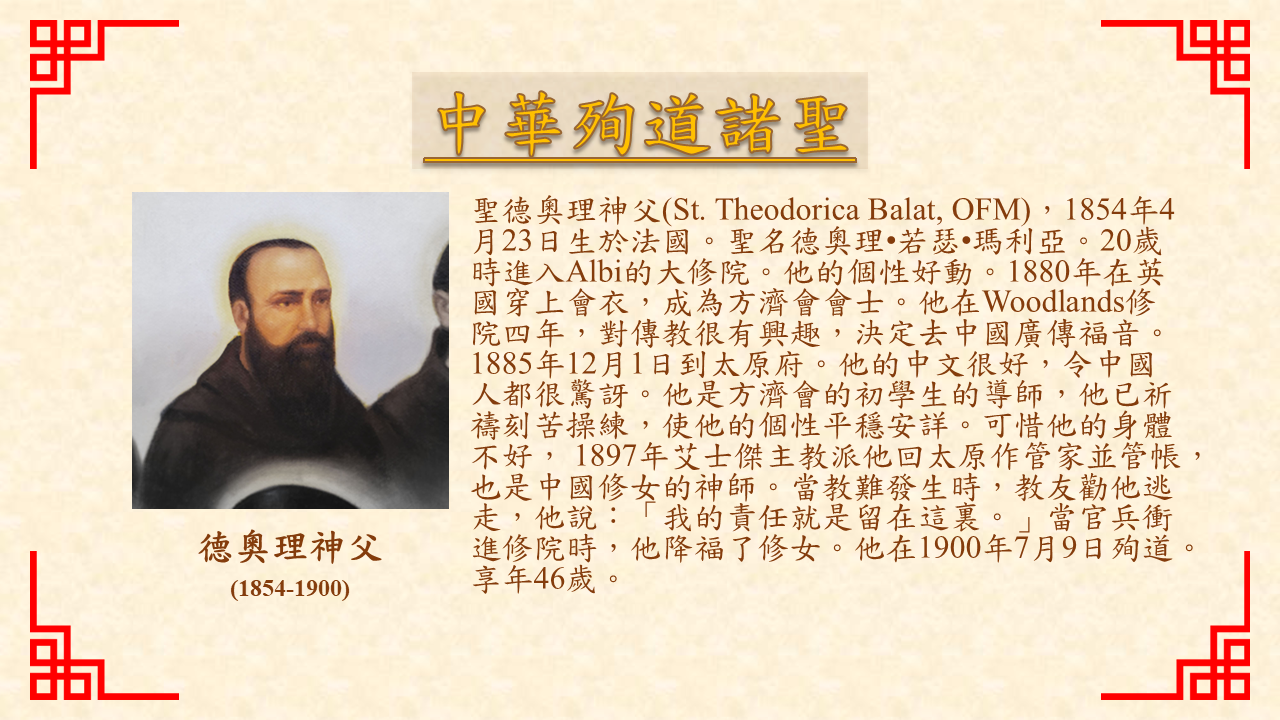 中華殉道諸聖
聖德奧理神父(St. Theodorica Balat, OFM)，1854年4
月23日生於法國。聖名德奧理•若瑟•瑪利亞。20歲
時進入Albi的大修院。他的個性好動。1880年在英
國穿上會衣，成為方濟會會士。他在Woodlands修
院四年，對傳教很有興趣，決定去中國廣傳福音。
1885年12月1日到太原府。他的中文很好，令中國
人都很驚訝。他是方濟會的初學生的導師，他已祈
禱刻苦操練，使他的個性平穩安詳。可惜他的身體
不好， 1897年艾士傑主教派他回太原作管家並管帳，
也是中國修女的神師。當教難發生時，教友勸他逃
走，他說：「我的責任就是留在這裏。」當官兵衝
進修院時，他降福了修女。他在1900年7月9日殉道。
享年46歲。
德奧理神父
(1854-1900)